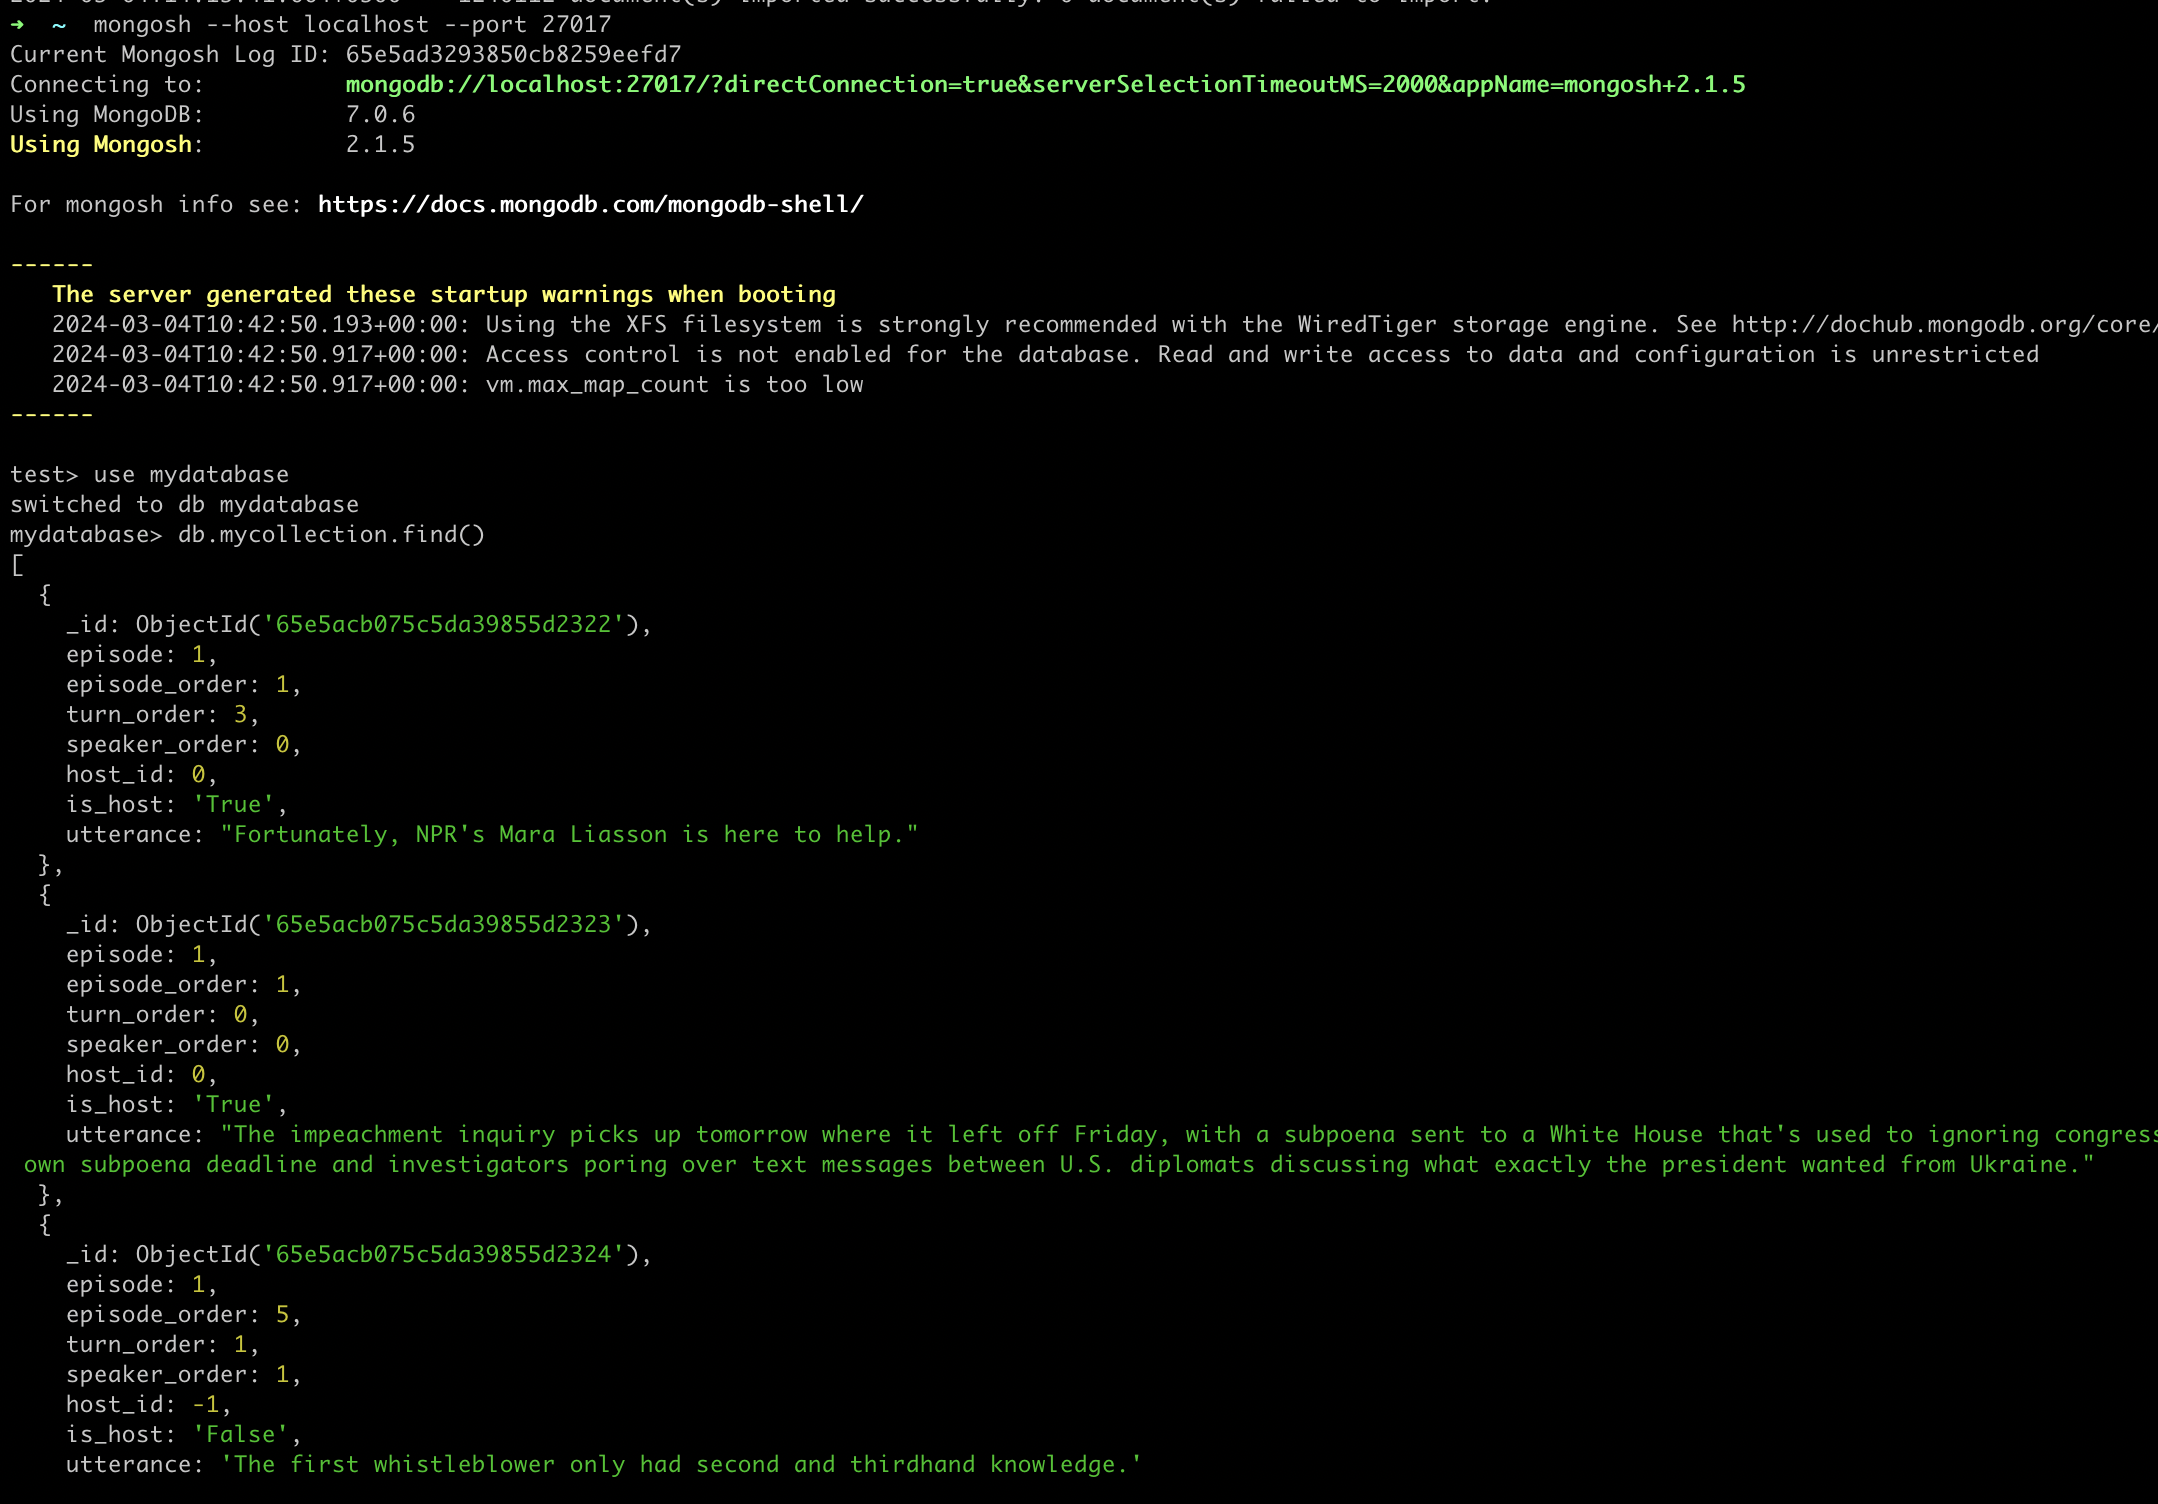 ➜ ~ mongosh --host localhost --port 27017
Current Mongosh Log ID: 65e5ad3293850cb8259eefd7
Connecting to: mongodb://localhost:27017/?directConnection=true&serverSelectionTimeoutMS=2000&appName=mongosh+2.1.5
Using MongoDB: 7.0.6
Using Mongosh: 2.1.5
For mongosh info see: https://docs.mongodb.com/mongodb-shell/
------
The server generated these startup warnings when booting
2024-03-04T10:42:50.193+00:00: Using the XFS filesystem is strongly recommended with the WiredTiger storage engine. See http://dochub.mongodb.org/core/
2024-03-04T10:42:50.917+00:00: Access control is not enabled for the database. Read and write access to data and configuration is unrestricted
2024-03-04T10:42:50.917+00:00: vm.max_map_count is too low
------
test> use mydatabase
switched to db mydatabase
mydatabase> db.mycollection.find()
[
{
_id: ObjectId('65e5acb075c5da39855d2322'),
episode: 1,
episode_order: 1,
turn_order: 3,
speaker_order: 0,
host_id: 0,
is_host: 'True',
utterance: "Fortunately, NPR's Mara Liasson is here to help."
},
{
_id: ObjectId('65e5acb075c5da39855d2323'),
episode: 1,
episode_order: 1,
turn_order: 0,
speaker_order: 0,
host_id: 0,
is_host: 'True',
utterance: "The impeachment inquiry picks up tomorrow where it left off Friday, with a subpoena sent to a White House that's used to ignoring congress
own subpoena deadline and investigators poring over text messages between U.S. diplomats discussing what exactly the president wanted from Ukraine."
},
{
_id: ObjectId('65e5acb075c5da39855d2324'),
episode: 1,
episode_order: 5,
turn_order: 1,
speaker_order: 1,
host_id: -1,
is_host: 'False',
utterance: 'The first whistleblower only had second and thirdhand knowledge.'